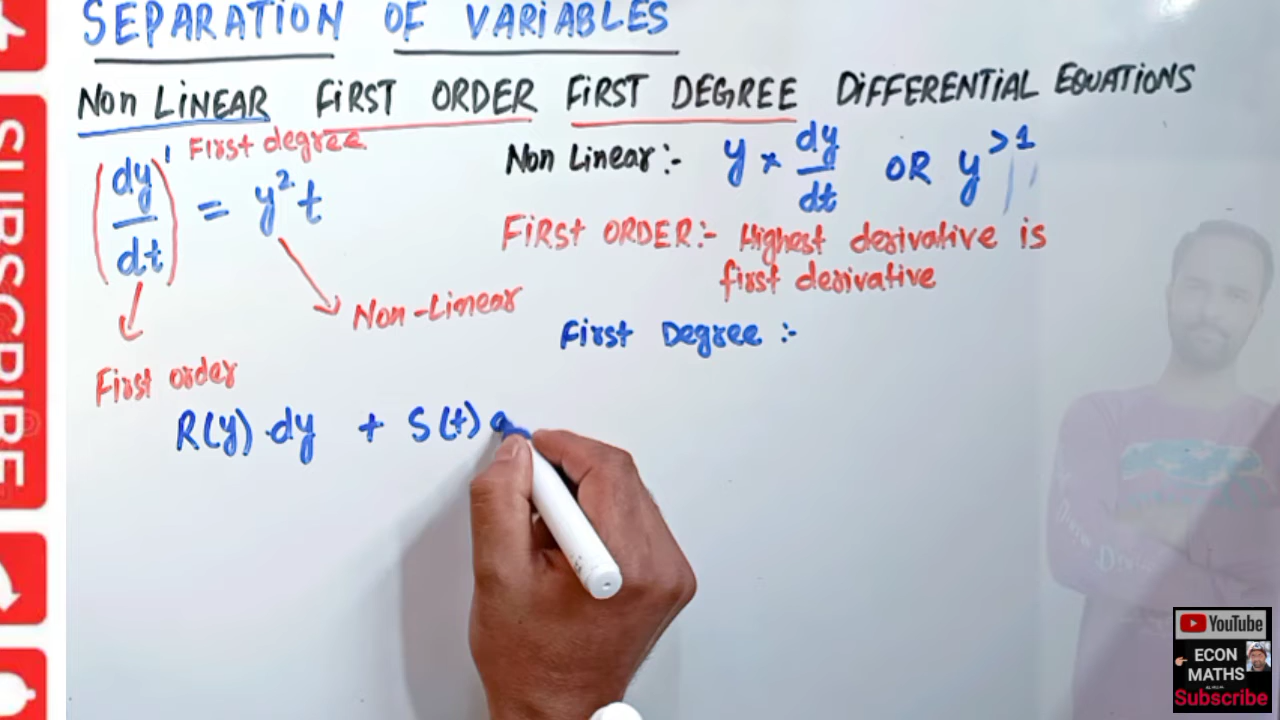 SEPARATION OF VARIABLES
NON LINEAR FIRST ORDER FIRST DEGREE DIFFERENTIAL EQUATIONS
(dy/dt)¹ = y²t
First degree
Non-Linear
First order
Non Linear:- y × dy/dt OR y^>1
FIRST ORDER:- Highest derivative is
first derivative
First Degree :-
R(y).dy + S(t)
SUBSCRIBE
YouTube
ECON
MATHS
Subscribe